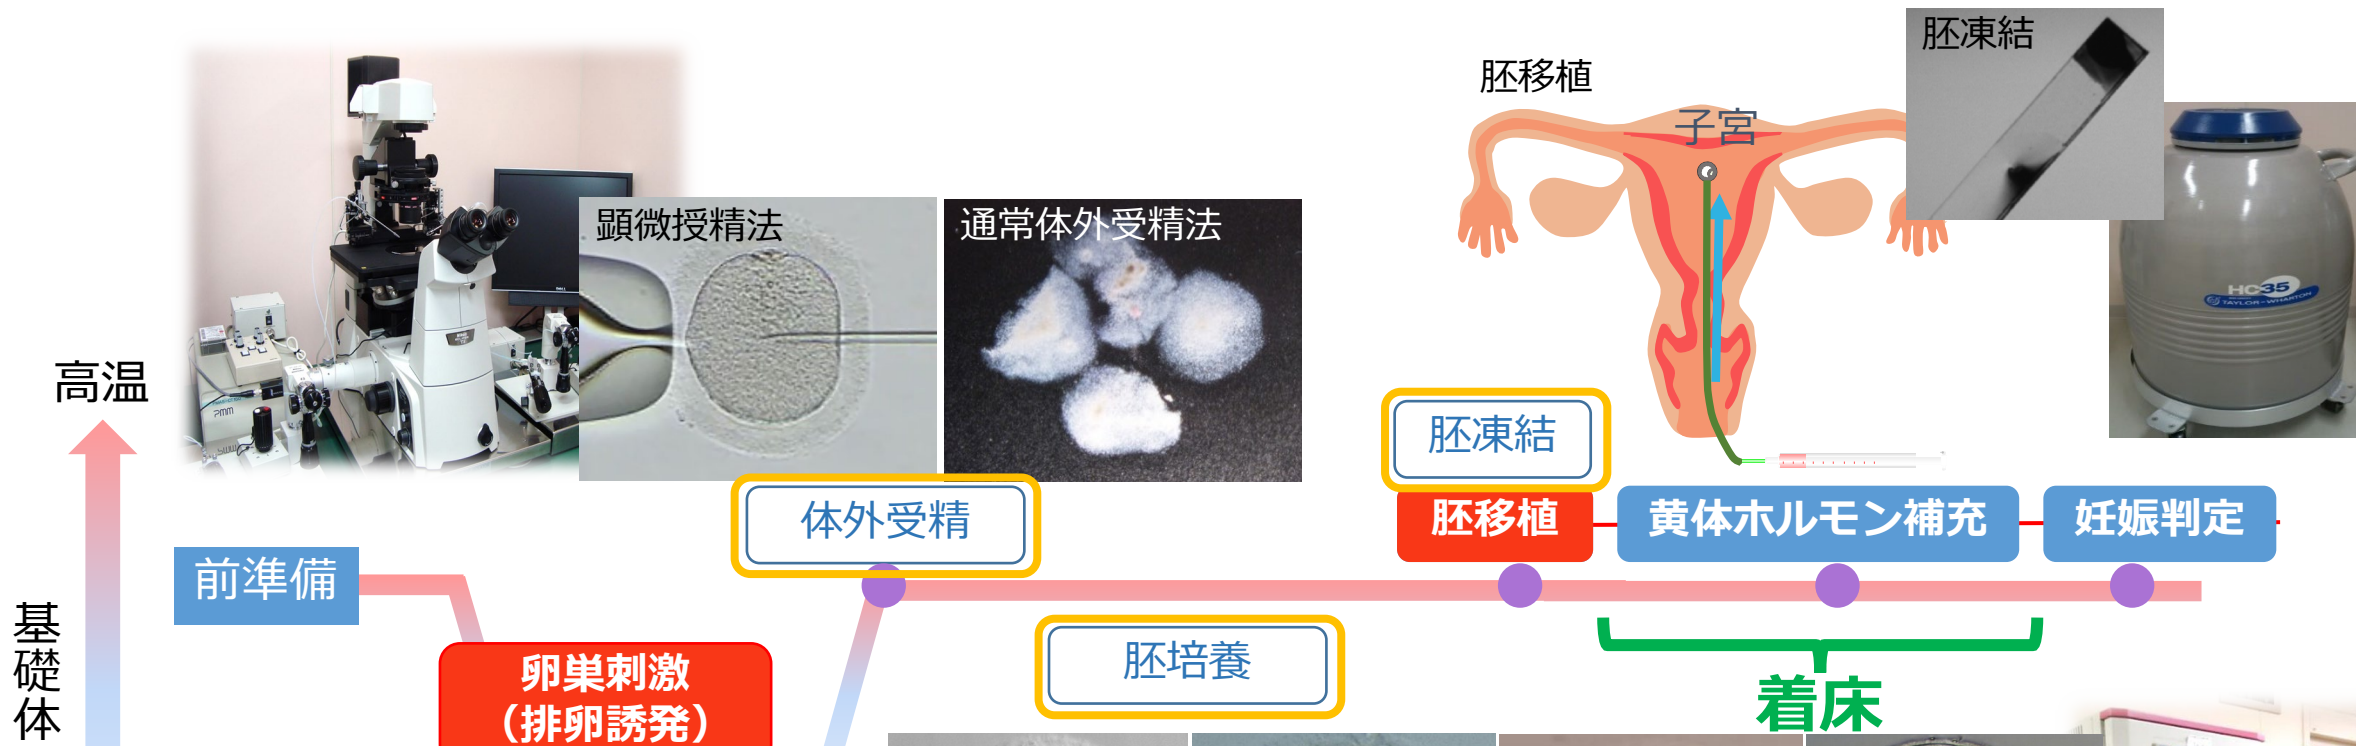 胚凍結
胚移植
子宮
顕微授精法
通常体外受精法
HC35
TAYLOR-WHARTON
高温
PMM
胚凍結
体外受精
胚移植
黄体ホルモン補充
妊娠判定
前準備
胚培養
基礎体
卵巣刺激
（排卵誘発）
着床